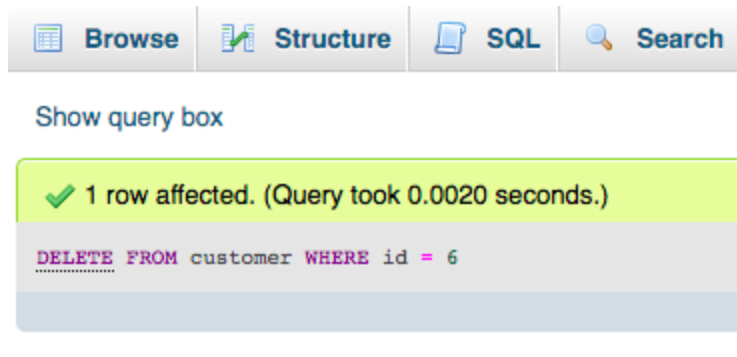 Browse Structure SQL Search
Show query box
1 row affected. (Query took 0.0020 seconds.)
DELETE FROM customer WHERE id = 6